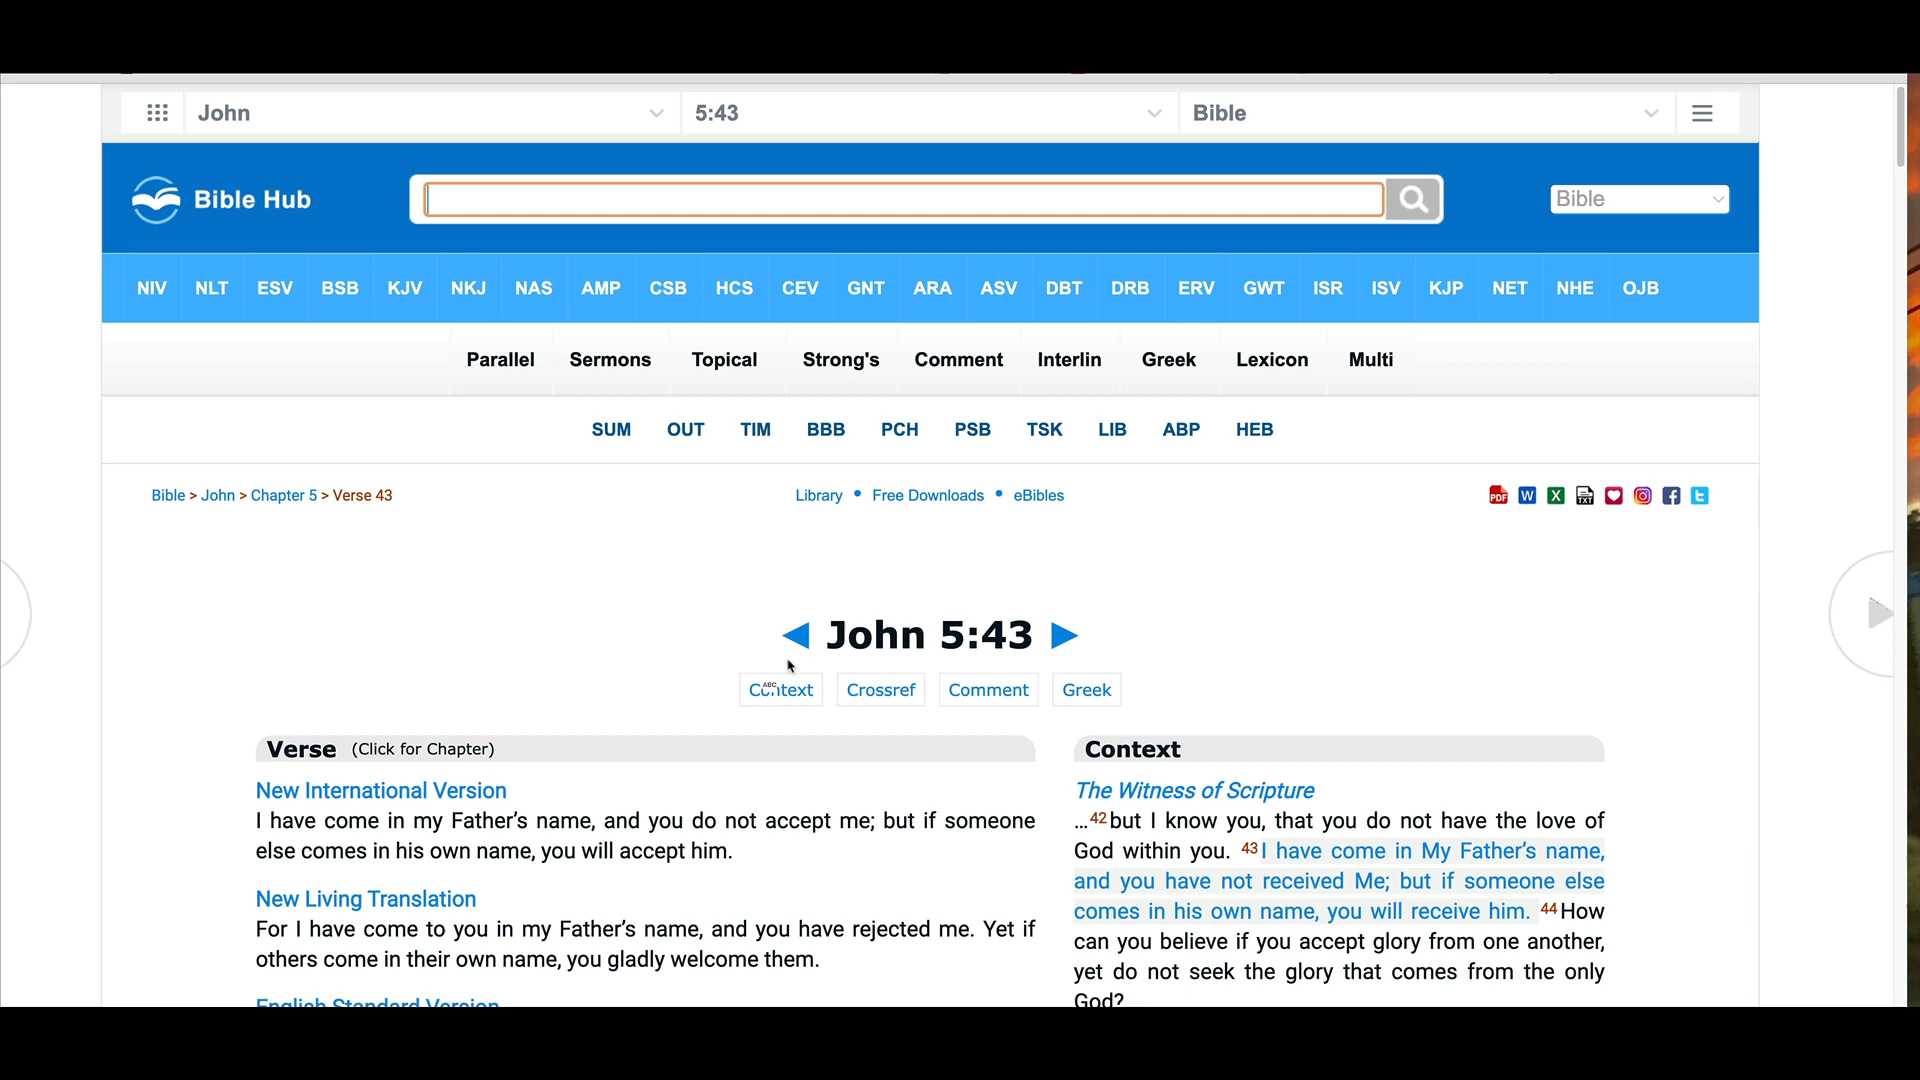 John 5:43 Bible
Bible Hub Bible
NIV NLT ESV BSB KJV NKJ NAS AMP CSB HCS CEV GNT ARA ASV DBT DRB ERV GWT ISR ISV KJP NET NHE OJB
Parallel Sermons Topical Strong's Comment Interlin Greek Lexicon Multi
SUM OUT TIM BBB PCH PSB TSK LIB ABP HEB
Bible > John > Chapter 5 > Verse 43
Library • Free Downloads • eBibles
PDF W X TXT
◀ John 5:43 ▶
Context Crossref Comment Greek
Verse (Click for Chapter)
New International Version
I have come in my Father’s name, and you do not accept me; but if someone
else comes in his own name, you will accept him.
New Living Translation
For I have come to you in my Father’s name, and you have rejected me. Yet if
others come in their own name, you gladly welcome them.
English Standard Version
Context
The Witness of Scripture
…42but I know you, that you do not have the love of
God within you. 43I have come in My Father’s name,
and you have not received Me; but if someone else
comes in his own name, you will receive him. 44How
can you believe if you accept glory from one another,
yet do not seek the glory that comes from the only
God?